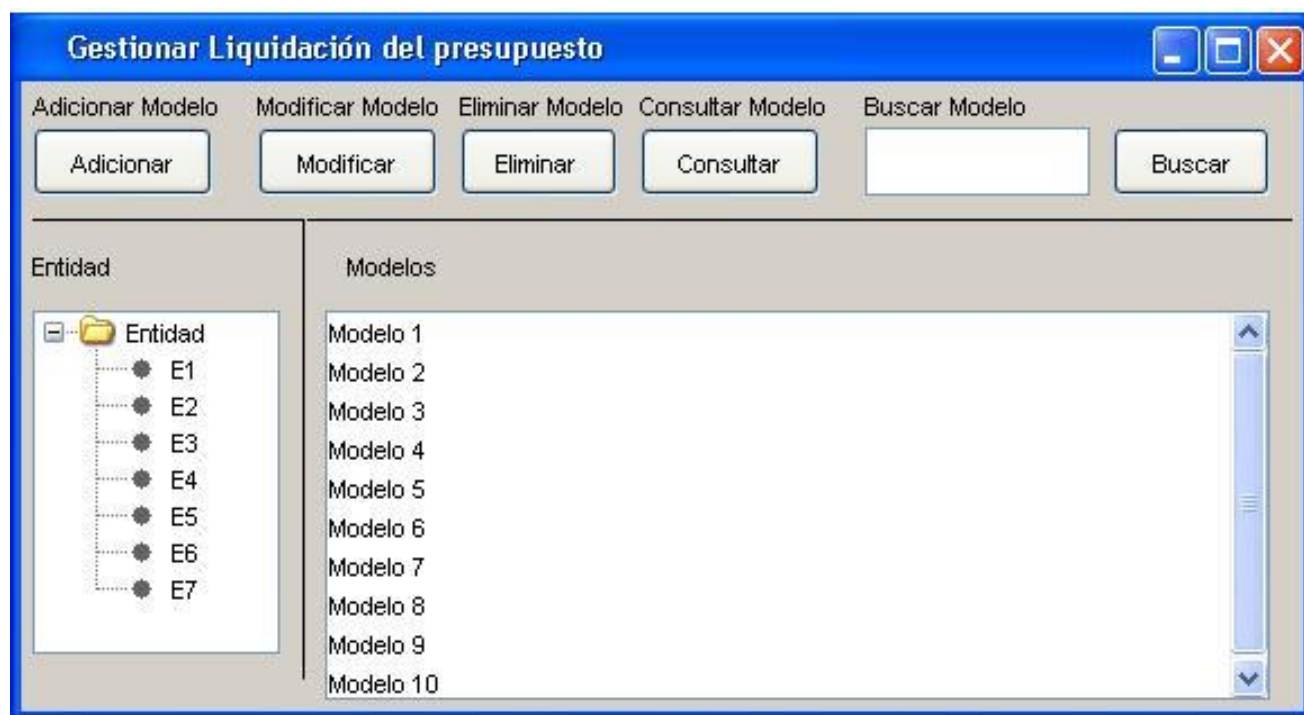 Gestionar Liquidación del presupuesto
Adicionar Modelo Modificar Modelo Eliminar Modelo Consultar Modelo Buscar Modelo
Adicionar Modificar Eliminar Consultar Buscar
Entidad Modelos
Entidad
E1
E2
E3
E4
E5
E6
E7
Modelo 1
Modelo 2
Modelo 3
Modelo 4
Modelo 5
Modelo 6
Modelo 7
Modelo 8
Modelo 9
Modelo 10